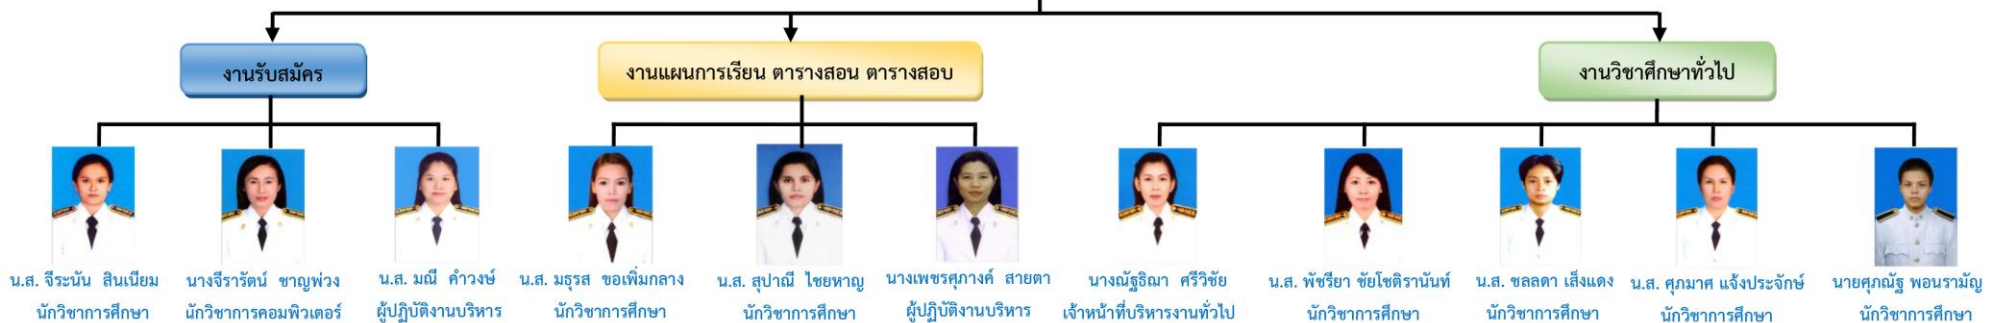 งานรับสมัคร
งานแผนการเรียน ตารางสอน ตารางสอบ
งานวิชาศึกษาทั่วไป
น.ส. จีระนัน สินเนียม
นักวิชาการศึกษา
นางจีรารัตน์ ชาญพ่วง
นักวิชาการคอมพิวเตอร์
น.ส. มณี คำวงษ์
ผู้ปฏิบัติงานบริหาร
น.ส. มธุรส ขอเพิ่มกลาง
นักวิชาการศึกษา
น.ส. สุปาณี ไชยหาญ
นักวิชาการศึกษา
นางเพชรศุภางค์ สายตา
ผู้ปฏิบัติงานบริหาร
นางณัฐธิฌา ศรีวิชัย
เจ้าหน้าที่บริหารงานทั่วไป
น.ส. พัชรียา ชัยโชติรานันท์
นักวิชาการศึกษา
น.ส. ชลลดา เส็งแดง
นักวิชาการศึกษา
น.ส. ศุภมาศ แจ้งประจักษ์
นักวิชาการศึกษา
นายศุภณัฐ พอนรามัญ
นักวิชาการศึกษา